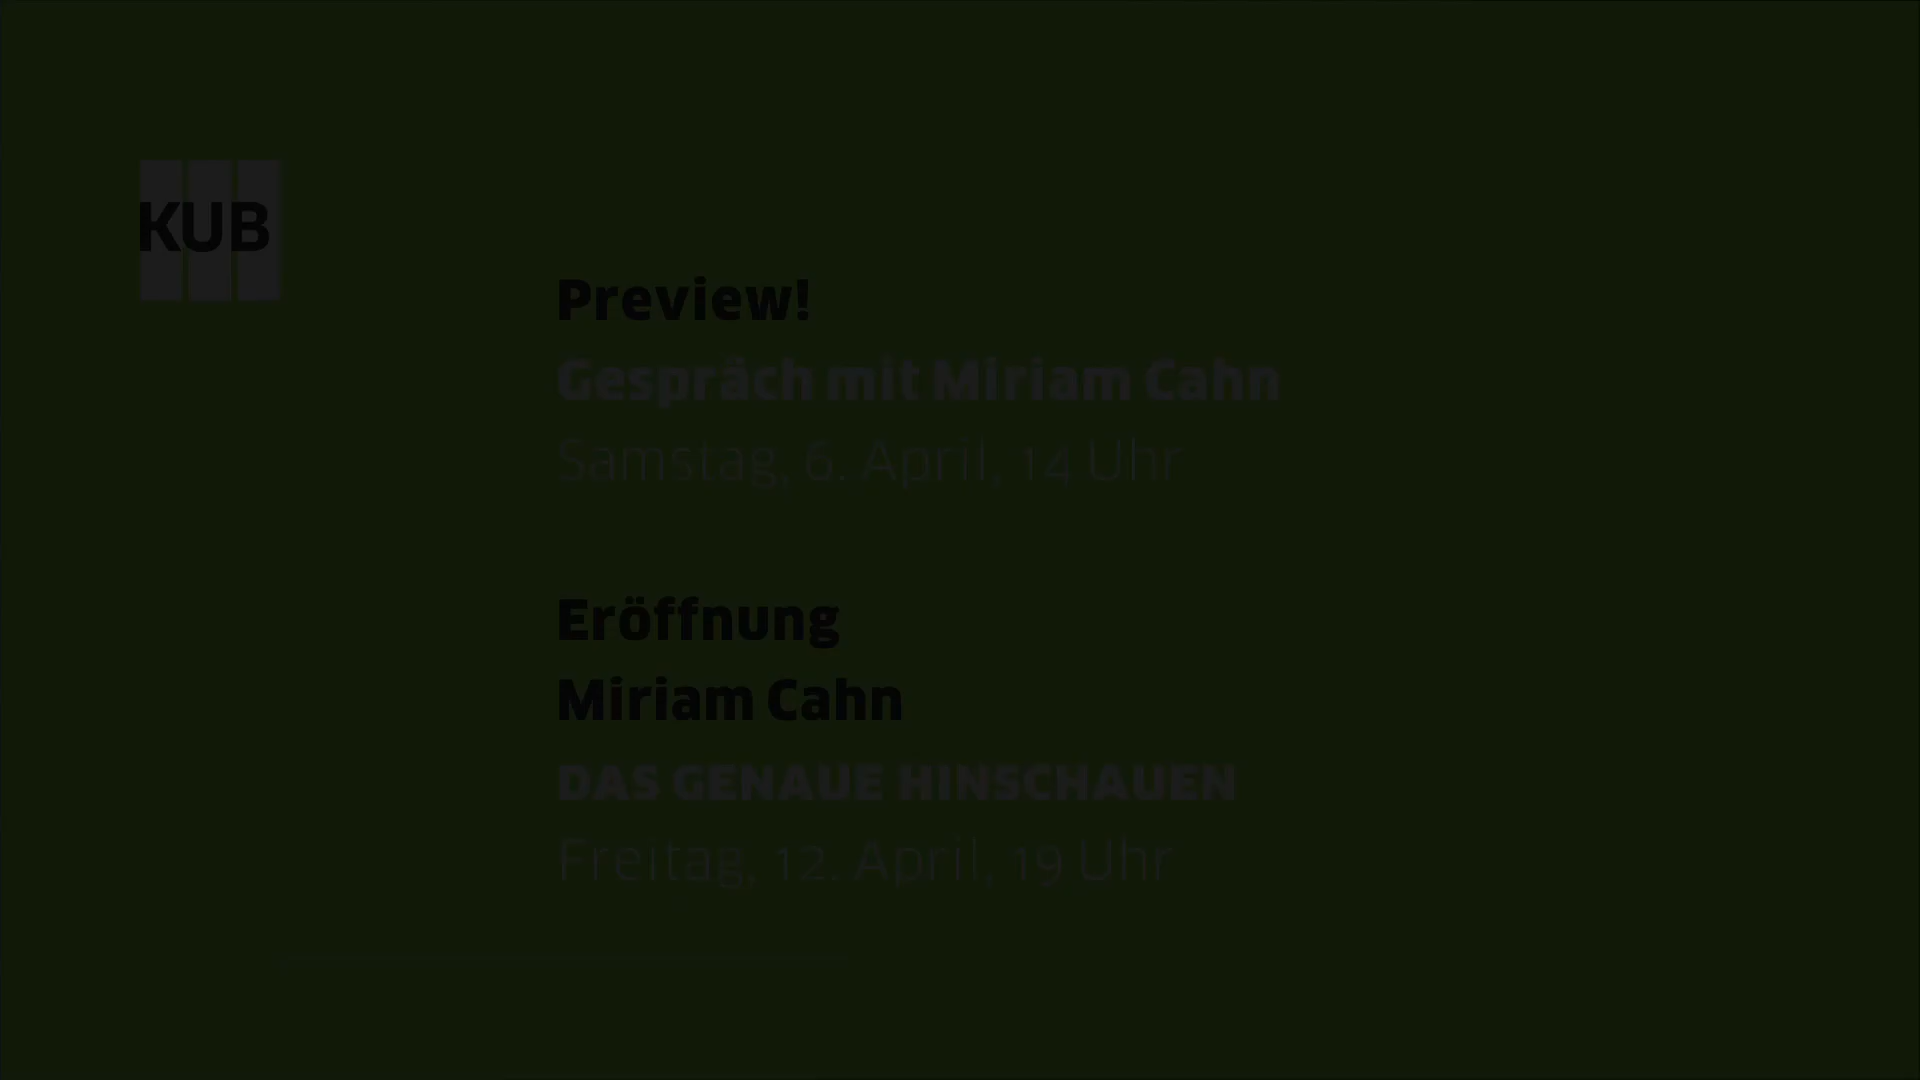 KUB
Preview!
Gespräch mit Miriam Cahn
Samstag, 6. April, 14 Uhr
Eröffnung
Miriam Cahn
DAS GENAUE HINSCHAUEN
Freitag, 12. April, 19 Uhr